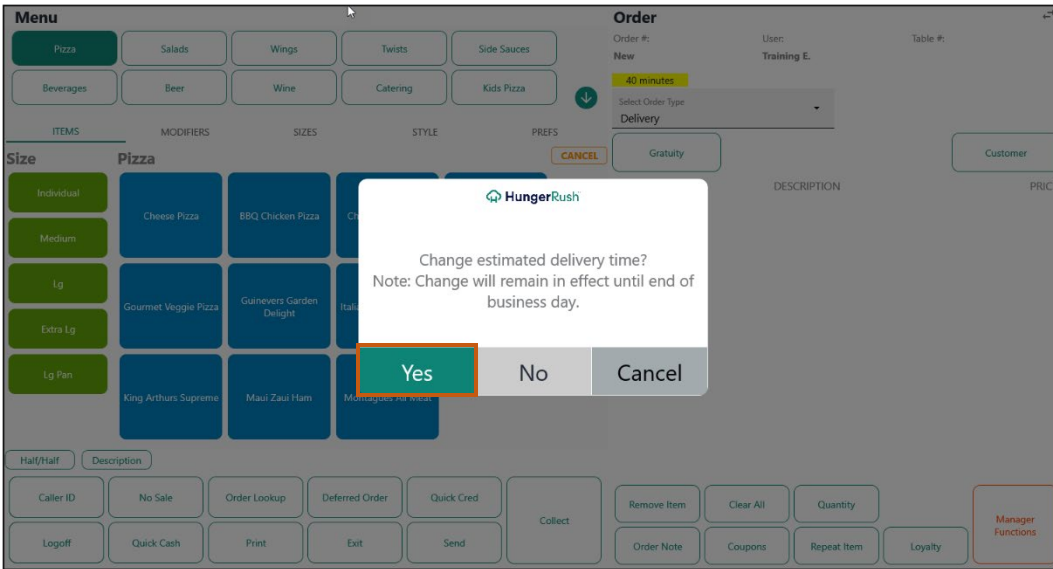 Menu
Pizza
Salads
Wings
Twists
Side Sauces
Beverages
Beer
Wine
Catering
Kids Pizza
ITEMS
MODIFIERS
SIZES
STYLE
PREFS
Size
Pizza
CANCEL
Individual
Medium
Lg
Extra Lg
Lg Pan
Cheese Pizza
BBQ Chicken Pizza
Gourmet Veggie Pizza
Guinevers Garden
Delight
King Arthurs Supreme
Maui Zaui Ham
Montagues All Meat
HungerRush
Change estimated delivery time?
Note: Change will remain in effect until end of
business day.
Yes
No
Cancel
Half/Half
Description
Caller ID
No Sale
Order Lookup
Deferred Order
Quick Cred
Collect
Logoff
Quick Cash
Print
Exit
Send
Order
Order #:
User:
Table #:
New
Training E.
40 minutes
Select Order Type
Delivery
Gratuity
Customer
DESCRIPTION
PRIC
Remove Item
Clear All
Quantity
Manager
Functions
Order Note
Coupons
Repeat Item
Loyalty